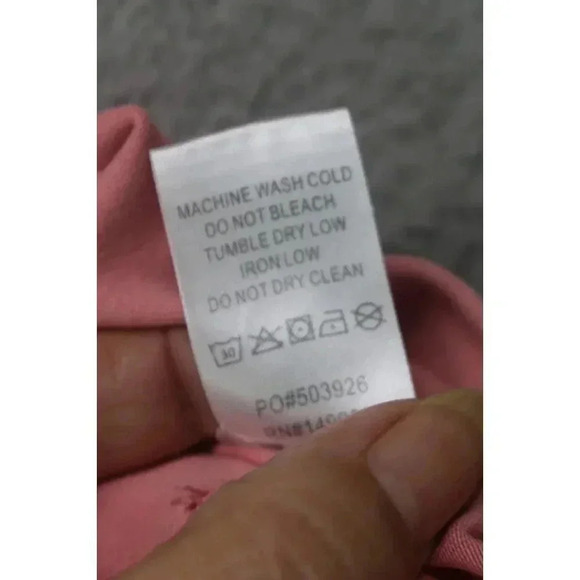 MACHINE WASH COLD
DO NOT BLEACH
TUMBLE DRY LOW
IRON LOW
DO NOT DRY CLEAN
30
PO#503926